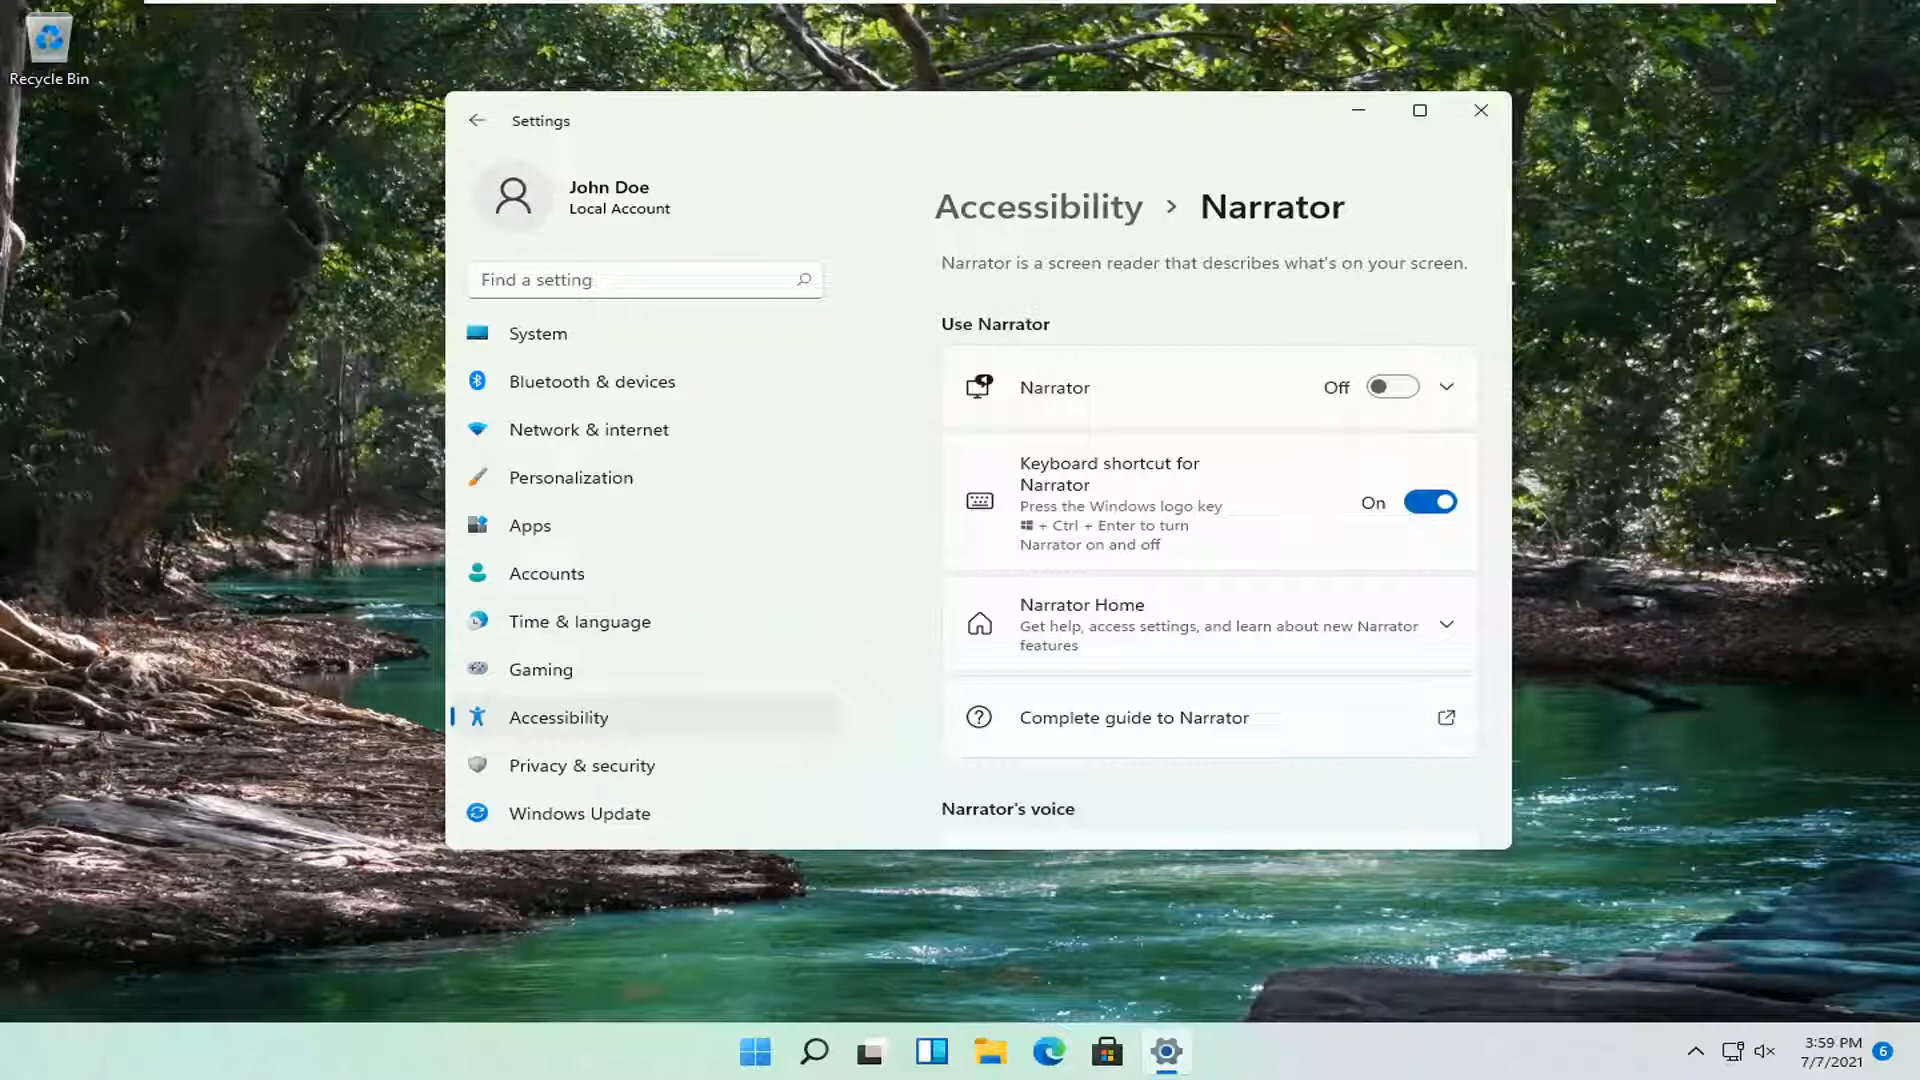 Recycle Bin
Settings
John Doe
Local Account
Find a setting
System
Bluetooth & devices
Network & internet
Personalization
Apps
Accounts
Time & language
Gaming
Accessibility
Privacy & security
Windows Update
Accessibility > Narrator
Narrator is a screen reader that describes what's on your screen.
Use Narrator
Narrator Off
Keyboard shortcut for
Narrator
Press the Windows logo key
+ Ctrl + Enter to turn
Narrator on and off
On
Narrator Home
Get help, access settings, and learn about new Narrator
features
Complete guide to Narrator
Narrator's voice
3:59 PM
7/7/2021
6